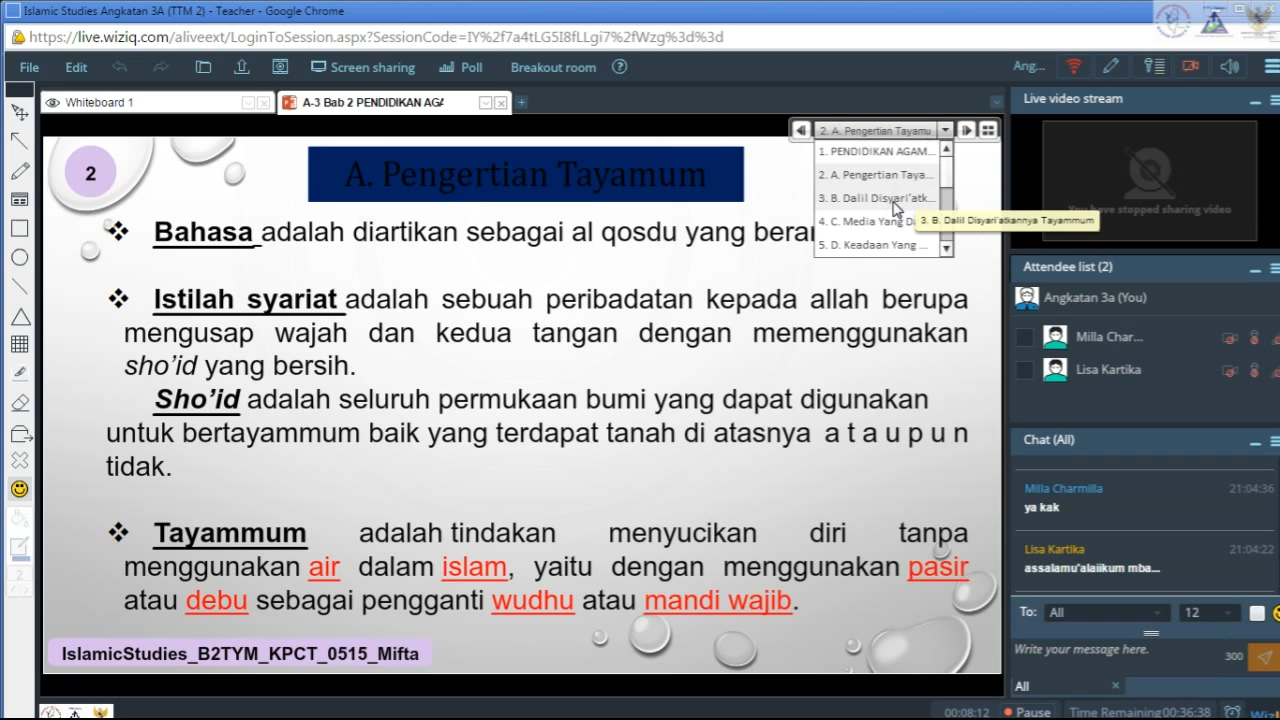 Islamic Studies Angkatan 3A (TTM 2) - Teacher - Google Chrome
https://live.wiziq.com/aliveext/LoginToSession.aspx?SessionCode=IY%2f7a4tLG5I8fLLgi7%2fWzg%3d%3d
File Edit Screen sharing Poll Breakout room Ang...
Whiteboard 1
A-3 Bab 2 PENDIDIKAN AGA
Live video stream
2. A. Pengertian Tayamu
1. PENDIDIKAN AGAM...
2. A. Pengertian Taya...
3. B. Dalil Disyari'atk...
4. C. Media Yang D
5. D. Keadaan Yang ...
3. B. Dalil Disyari'atkannya Tayammum
You have stopped sharing video
2
A. Pengertian Tayamum
Bahasa adalah diartikan sebagai al qosdu yang berar
Istilah syariat adalah sebuah peribadatan kepada allah berupa
mengusap wajah dan kedua tangan dengan memenggunakan
sho'id yang bersih.
Sho'id adalah seluruh permukaan bumi yang dapat digunakan
untuk bertayammum baik yang terdapat tanah di atasnya a t a u p u n
tidak.
Tayammum adalah tindakan menyucikan diri tanpa
menggunakan air dalam islam, yaitu dengan menggunakan pasir
atau debu sebagai pengganti wudhu atau mandi wajib.
IslamicStudies_B2TYM_KPCT_0515_Mifta
Attendee list (2)
Angkatan 3a (You)
Milla Char...
Lisa Kartika
Chat (All)
Milla Charmilla 21:04:36
ya kak
Lisa Kartika 21:04:22
assalamu'alaiikum mba...
To: All 12
Write your message here. 300
All
00:08:12 Pause Time Remaining 00:36:38